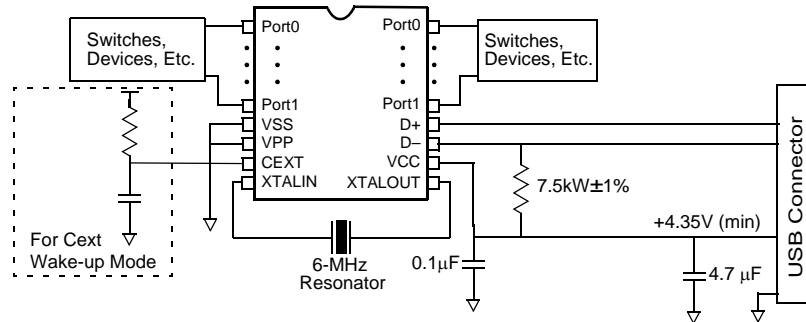 Switches,
Devices, Etc.
Port0
Port1
VSS
VPP
CEXT
XTALIN
Port0
Port1
D+
D–
VCC
XTALOUT
Switches,
Devices, Etc.
For Cext
Wake-up Mode
6-MHz
Resonator
0.1µF
7.5kW±1%
+4.35V (min)
4.7 µF
USB Connector